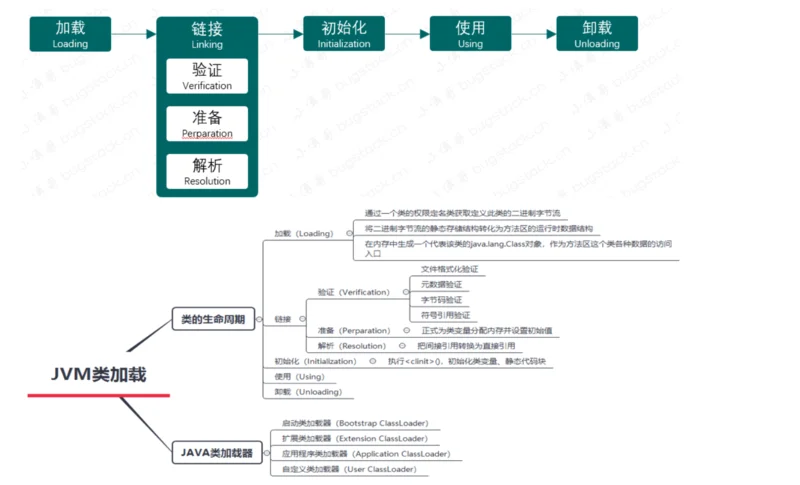 加载
Loading
链接
Linking
初始化
Initialization
使用
Using
卸载
Unloading
验证
Verification
准备
Perparation
解析
Resolution
JVM类加载
类的生命周期
加载（Loading）
通过一个类的权限定名类获取定义此类的二进制字节流
将二进制字节流的静态存储结构转化为方法区的运行时数据结构
在内存中生成一个代表该类的java.lang.Class对象，作为方法区这个类各种数据的访问
入口
链接
验证（Verification）
文件格式化验证
元数据验证
字节码验证
符号引用验证
准备（Perparation）
正式为类变量分配内存并设置初始值
解析（Resolution）
把间接引用转换为直接引用
初始化（Initialization）
执行<clinit>()，初始化类变量、静态代码块
使用（Using）
卸载（Unloading）
JAVA类加载器
启动类加载器（Bootstrap ClassLoader）
扩展类加载器（Extension ClassLoader）
应用程序类加载器（Application ClassLoader）
自定义类加载器（User ClassLoader）